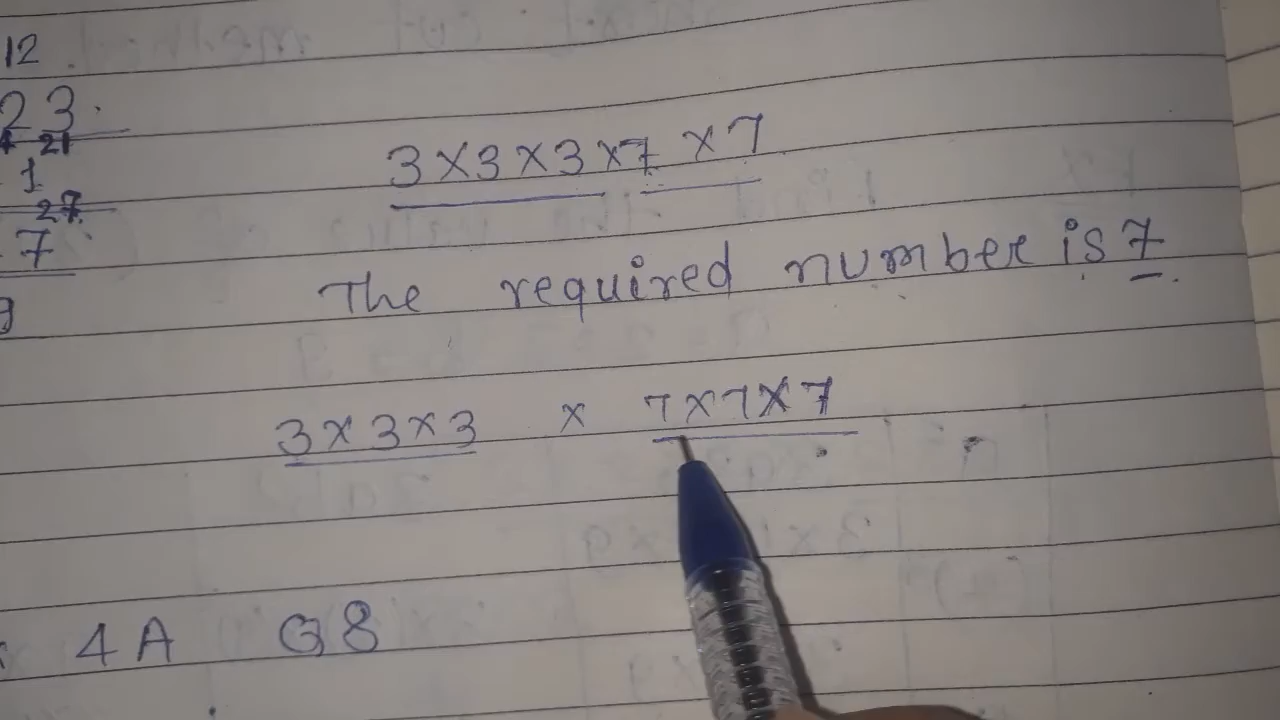 12
23
21
1
27
7
3×3×3×7×7
The required number is 7.
3×3×3 × 7×7×7
4A Q8